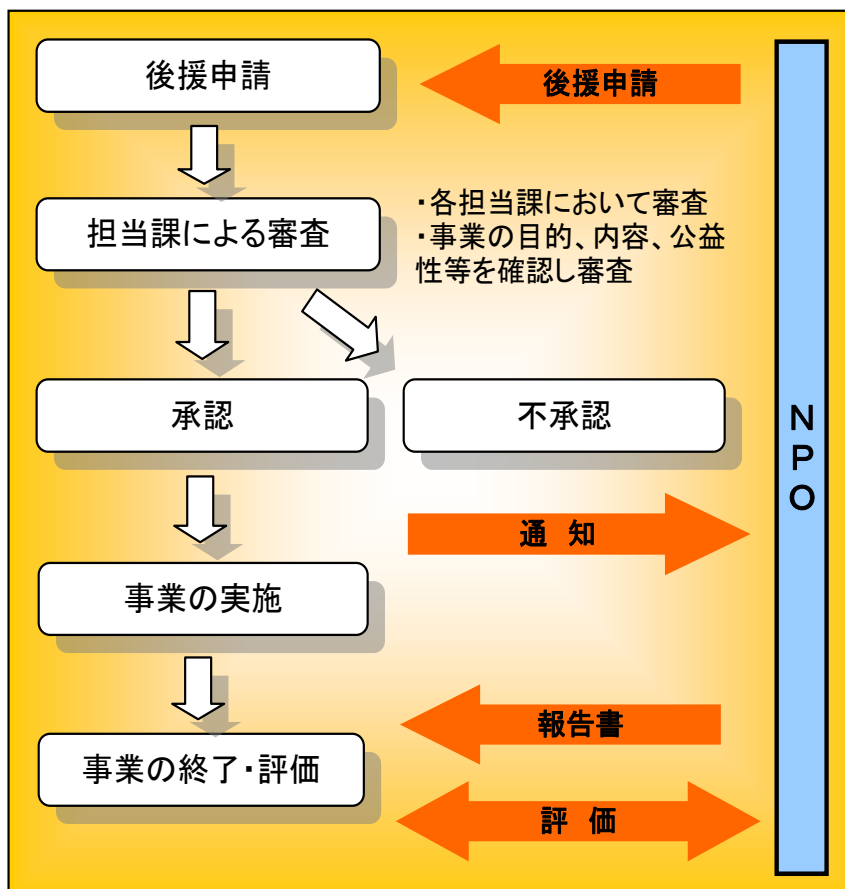 後援申請
後援申請
担当課による審査
・各担当課において審査
・事業の目的、内容、公益
性等を確認し審査
承認
不承認
通 知
事業の実施
報告書
事業の終了・評価
評 価
NPO